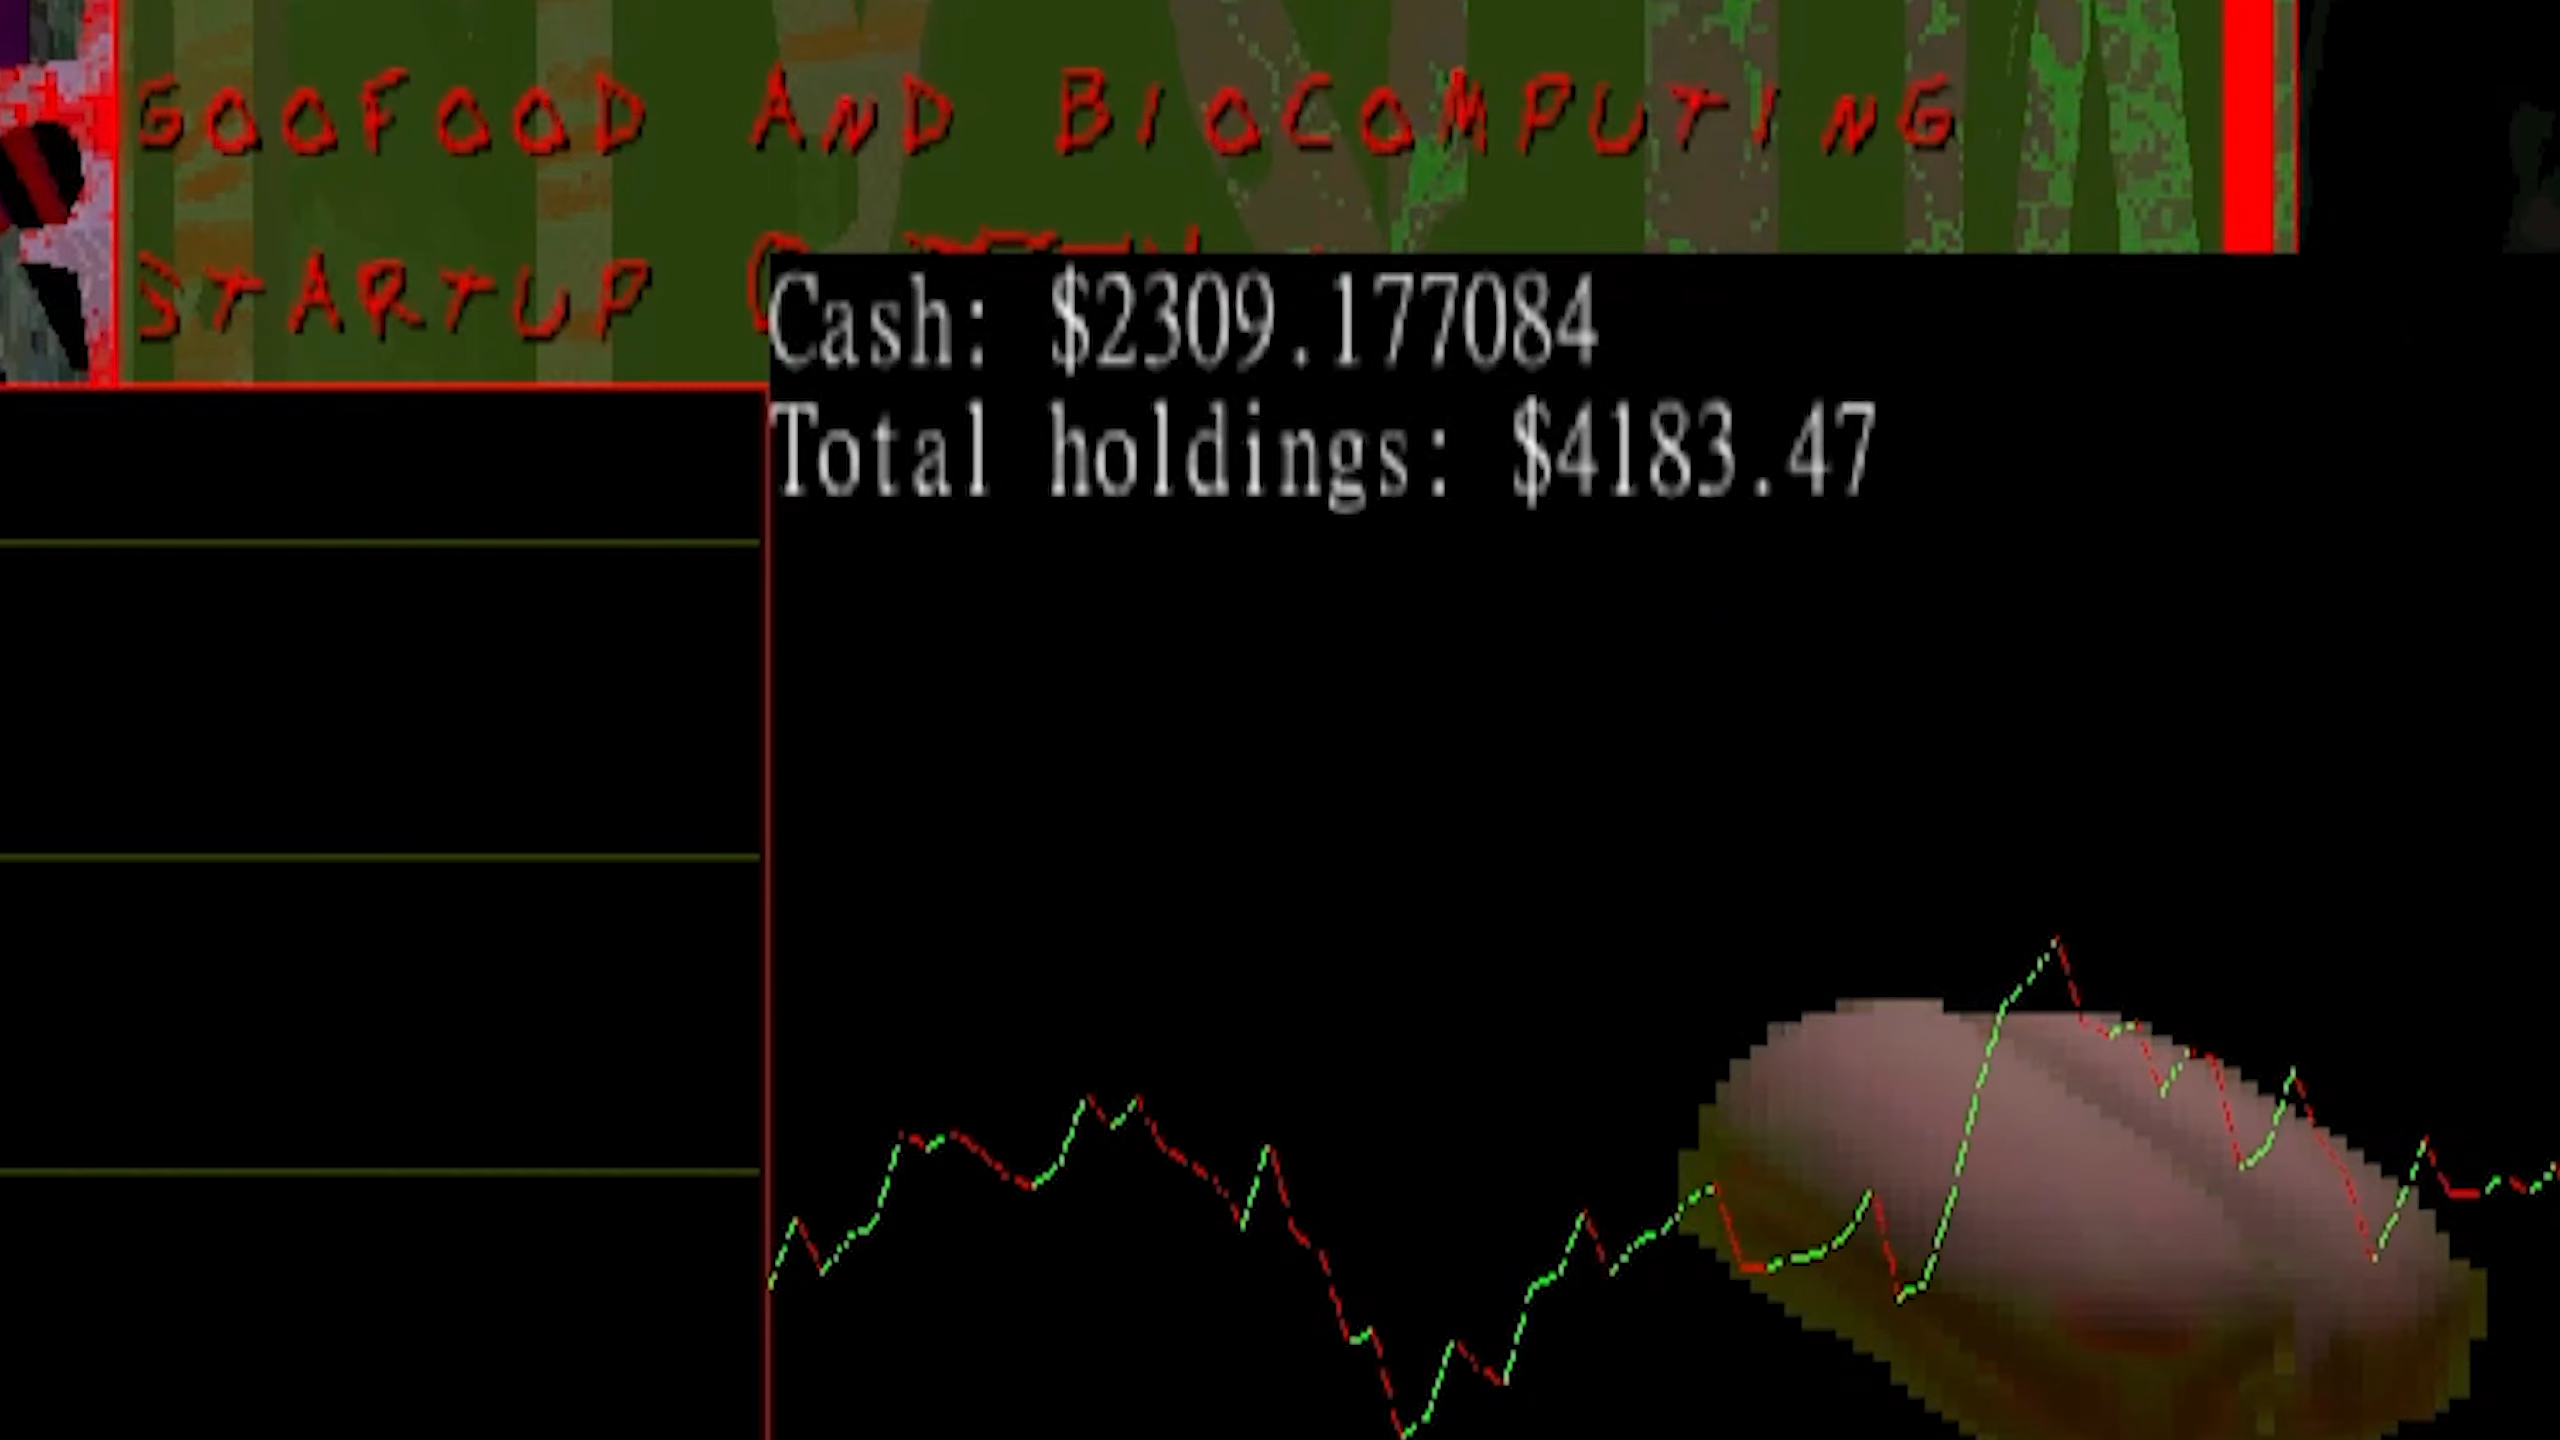 GOOFOOD AND BIOCOMPUTING
STARTUP
Cash: $2309.177084
Total holdings: $4183.47